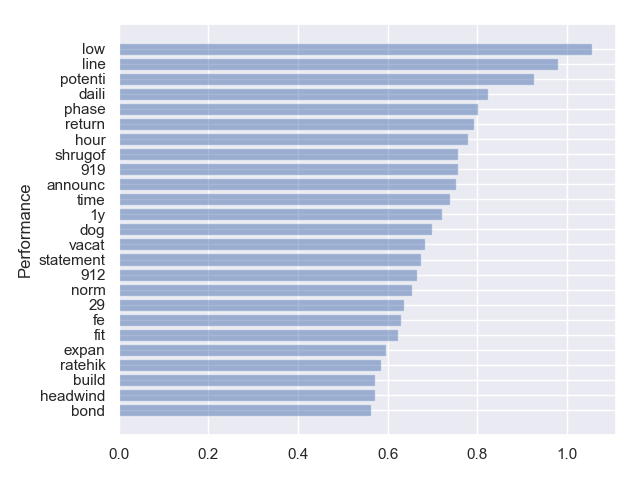 Performance
low
line
potenti
daili
phase
return
hour
shrugof
919
announc
time
1y
dog
vacat
statement
912
norm
29
fe
fit
expan
ratehik
build
headwind
bond
0.0 0.2 0.4 0.6 0.8 1.0